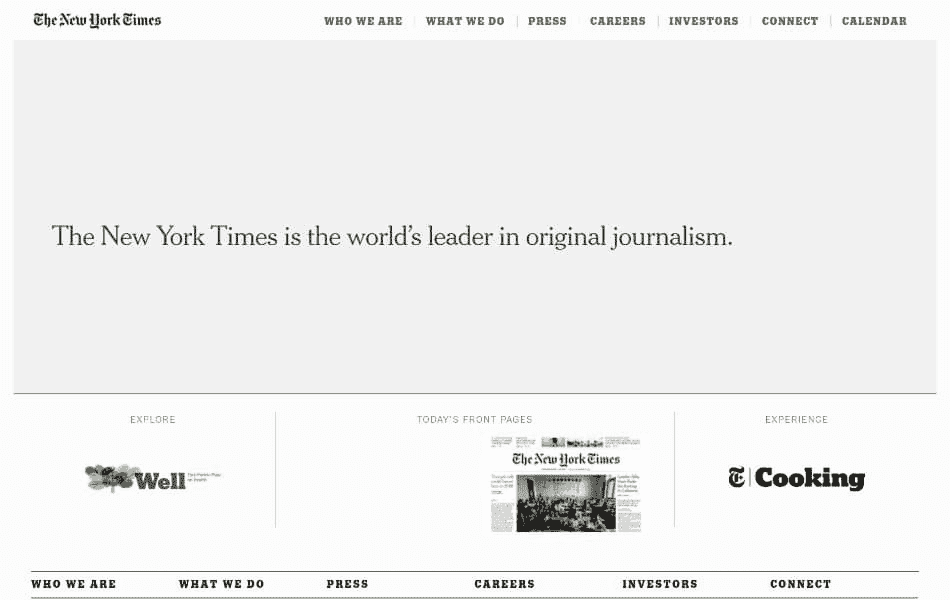 The New York Times
WHO WE ARE
WHAT WE DO
PRESS
CAREERS
INVESTORS
CONNECT
CALENDAR
The New York Times is the world’s leader in original journalism.
EXPLORE
TODAY'S FRONT PAGES
EXPERIENCE
Well
The New York Times
T Cooking
WHO WE ARE
WHAT WE DO
PRESS
CAREERS
INVESTORS
CONNECT